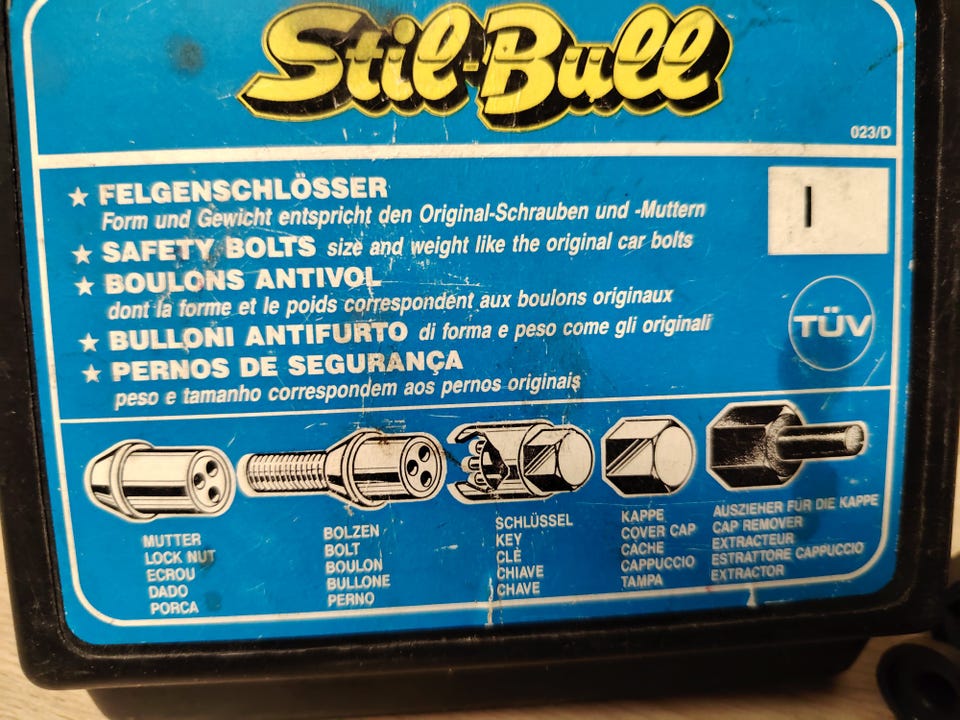 Stil-Bull
023/D
★ FELGENSCHLÖSSER
Form und Gewicht entspricht den Original-Schrauben und -Muttern
I
★ SAFETY BOLTS size and weight like the original car bolts
★ BOULONS ANTIVOL
dont la forme et le poids correspondent aux boulons originaux
★ BULLONI ANTIFURTO di forma e peso come gli originali
TÜV
★ PERNOS DE SEGURANÇA
peso e tamanho correspondem aos pernos originais
MUTTER
LOCK NUT
ECROU
DADO
PORCA
BOLZEN
BOLT
BOULON
BULLONE
PERNO
SCHLÜSSEL
KEY
CLÈ
CHIAVE
CHAVE
KAPPE
COVER CAP
CACHE
CAPPUCCIO
TAMPA
AUSZIEHER FÜR DIE KAPPE
CAP REMOVER
EXTRACTEUR
ESTRATTORE CAPPUCCIO
EXTRACTOR